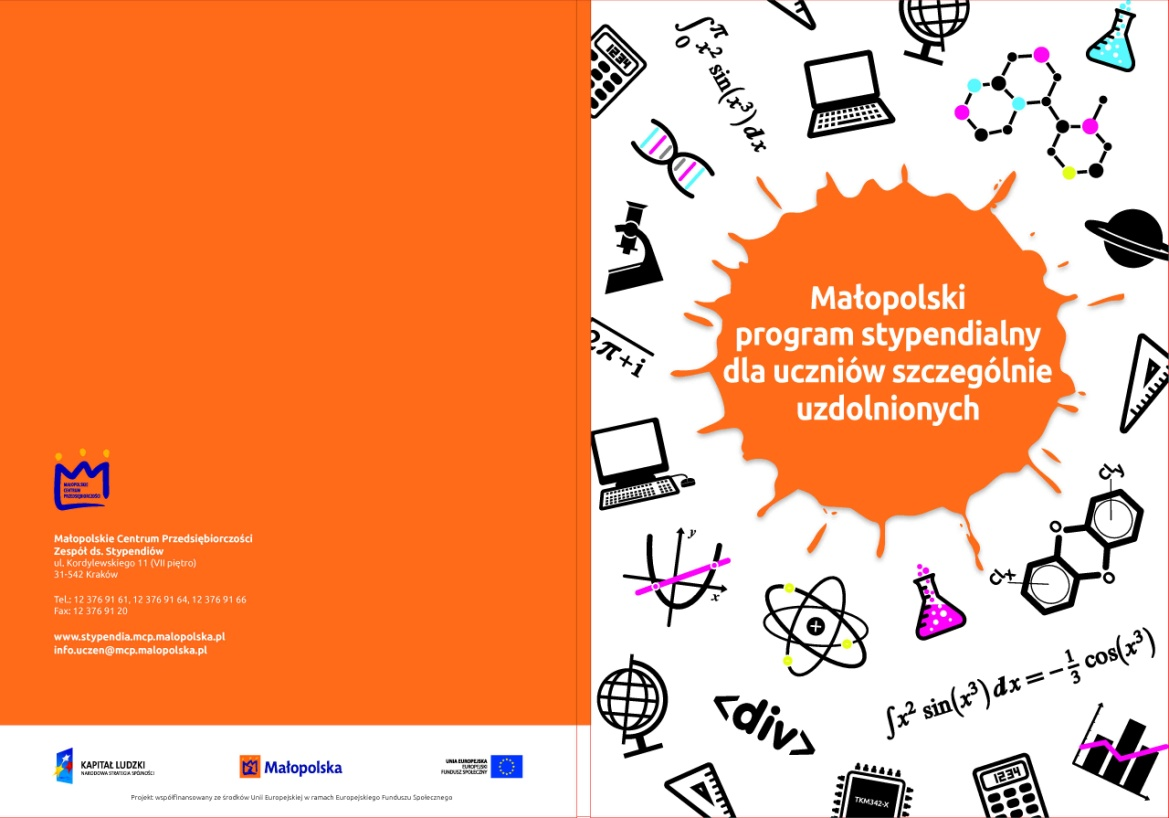 MAŁOPOLSKIE
CENTRUM
PRZEDSIĘBIORCZOŚCI
Małopolskie Centrum Przedsiębiorczości
Zespół ds. Stypendiów
ul. Kordylewskiego 11 (VII piętro)
31-542 Kraków
Tel.: 12 376 91 61, 12 376 91 64, 12 376 91 66
Fax: 12 376 91 20
www.stypendia.mcp.malopolska.pl
info.uczen@mcp.malopolska.pl
KAPITAŁ LUDZKI
NARODOWA STRATEGIA SPÓJNOŚCI
Małopolska
UNIA EUROPEJSKA
EUROPEJSKI
FUNDUSZ SPOŁECZNY
Projekt współfinansowany ze środków Unii Europejskiej w ramach Europejskiego Funduszu Społecznego
1234
∫₀^π x² sin(x³) dx
Małopolski
program stypendialny
dla uczniów szczególnie
uzdolnionych
2π+i
y
x
+
O
O
<div>
∫x² sin(x³) dx = −1/3 cos(x³)
TKM342-X
1234